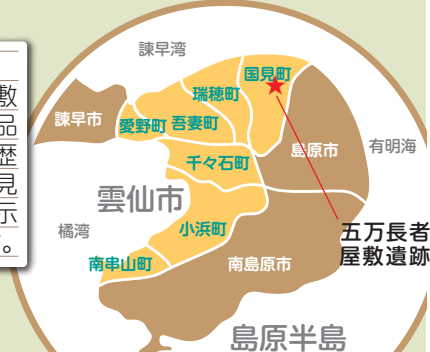 敷
品
歴
見
示
。
諫早湾
国見町
瑞穂町
諫早市
愛野町
吾妻町
島原市
有明海
千々石町
雲仙市
橘湾
小浜町
五万長者
屋敷遺跡
南串山町
南島原市
島原半島